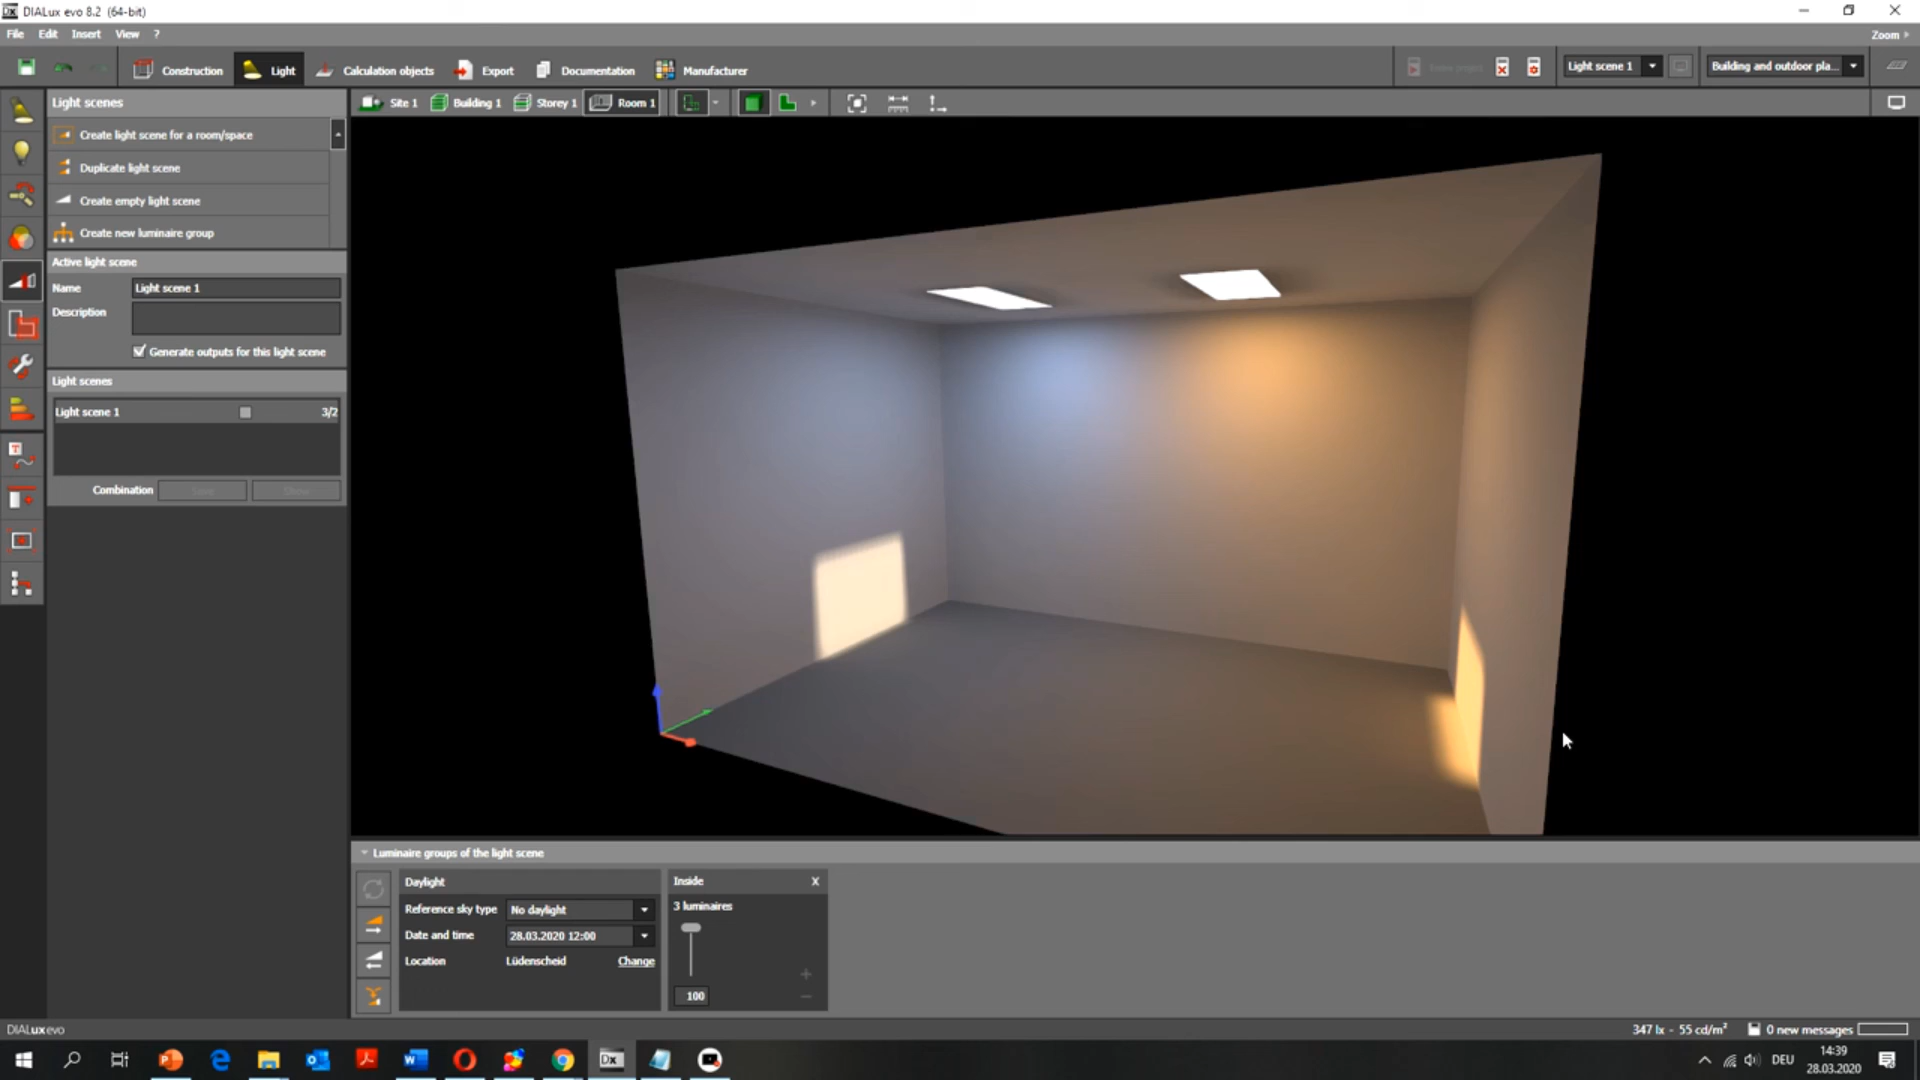 DIALux evo 8.2 (64-bit)
File Edit Insert View ?
Zoom
Construction Light Calculation objects Export Documentation Manufacturer
Light scene 1 Building and outdoor pla...
Light scenes
Site 1 Building 1 Storey 1 Room 1
Create light scene for a room/space
Duplicate light scene
Create empty light scene
Create new luminaire group
Active light scene
Name Light scene 1
Description
Generate outputs for this light scene
Light scenes
Light scene 1 3/2
Combination
Luminaire groups of the light scene
Daylight
Reference sky type No daylight
Date and time 28.03.2020 12:00
Location Lüdenscheid Change
Inside X
3 luminaires
100
DIALux evo
347 lx - 55 cd/m² 0 new messages
DEU
14:39
28.03.2020